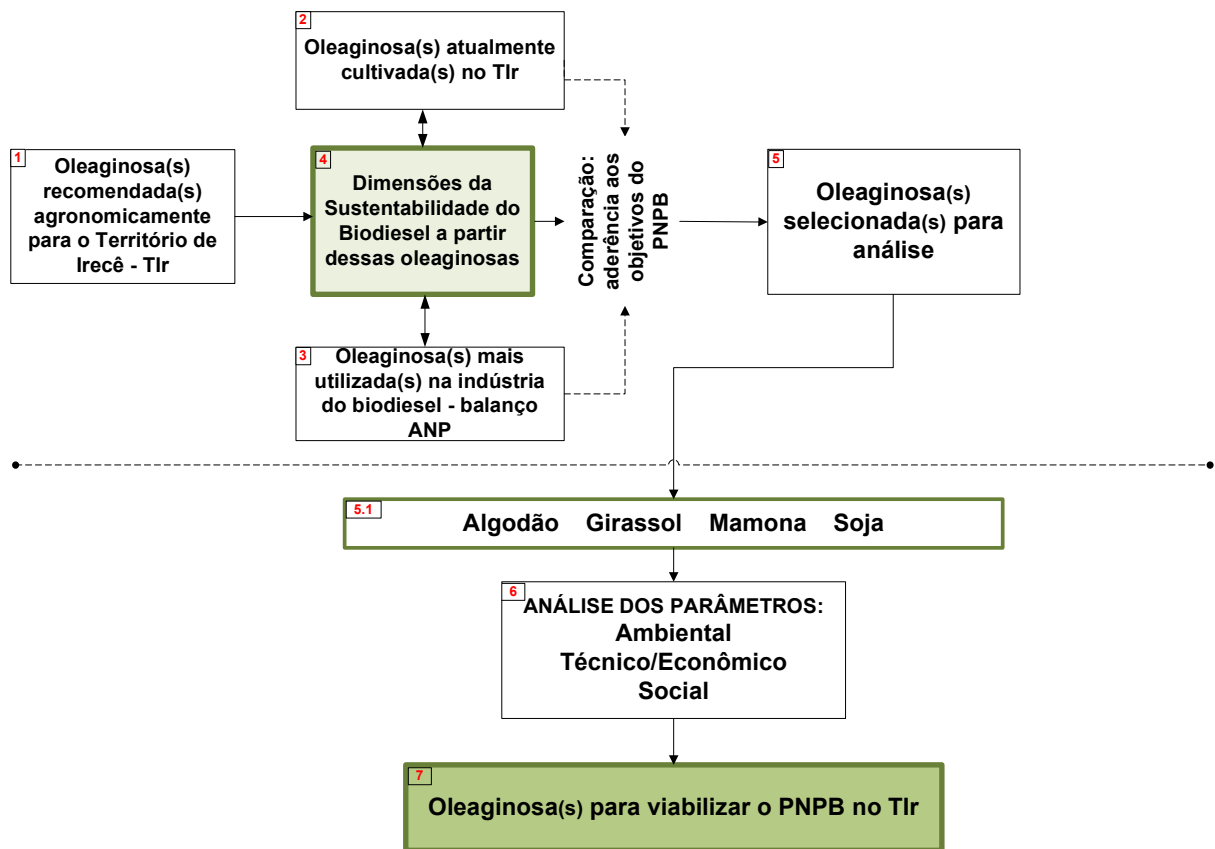 2
Oleaginosa(s) atualmente
cultivada(s) no TIr
1
Oleaginosa(s)
recomendada(s)
agronomicamente
para o Território de
Irecê - TIr
4
Dimensões da
Sustentabilidade do
Biodiesel a partir
dessas oleaginosas
3
Oleaginosa(s) mais
utilizada(s) na indústria
do biodiesel - balanço
ANP
Comparação:
aderência aos
objetivos do
PNPB
5
Oleaginosa(s)
selecionada(s) para
análise
5.1
Algodão Girassol Mamona Soja
6
ANÁLISE DOS PARÂMETROS:
Ambiental
Técnico/Econômico
Social
7
Oleaginosa(s) para viabilizar o PNPB no TIr